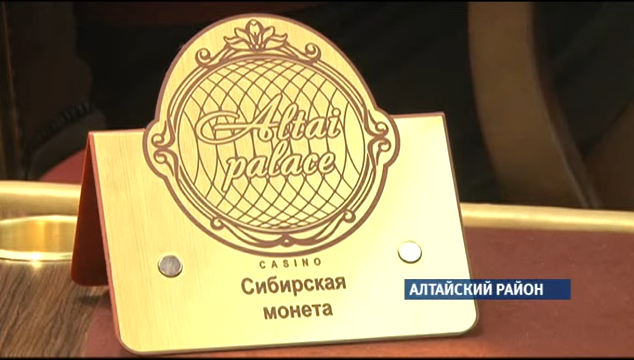 Altai
palace
CASINO
Сибирская
монета
АЛТАЙСКИЙ РАЙОН